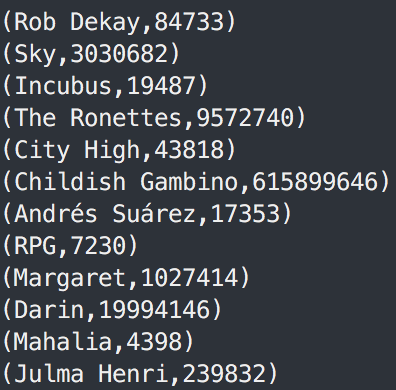 (Rob Dekay,84733)
(Sky,3030682)
(Incubus,19487)
(The Ronettes,9572740)
(City High,43818)
(Childish Gambino,615899646)
(Andrés Suárez,17353)
(RPG,7230)
(Margaret,1027414)
(Darin,19994146)
(Mahalia,4398)
(Julma Henri,239832)